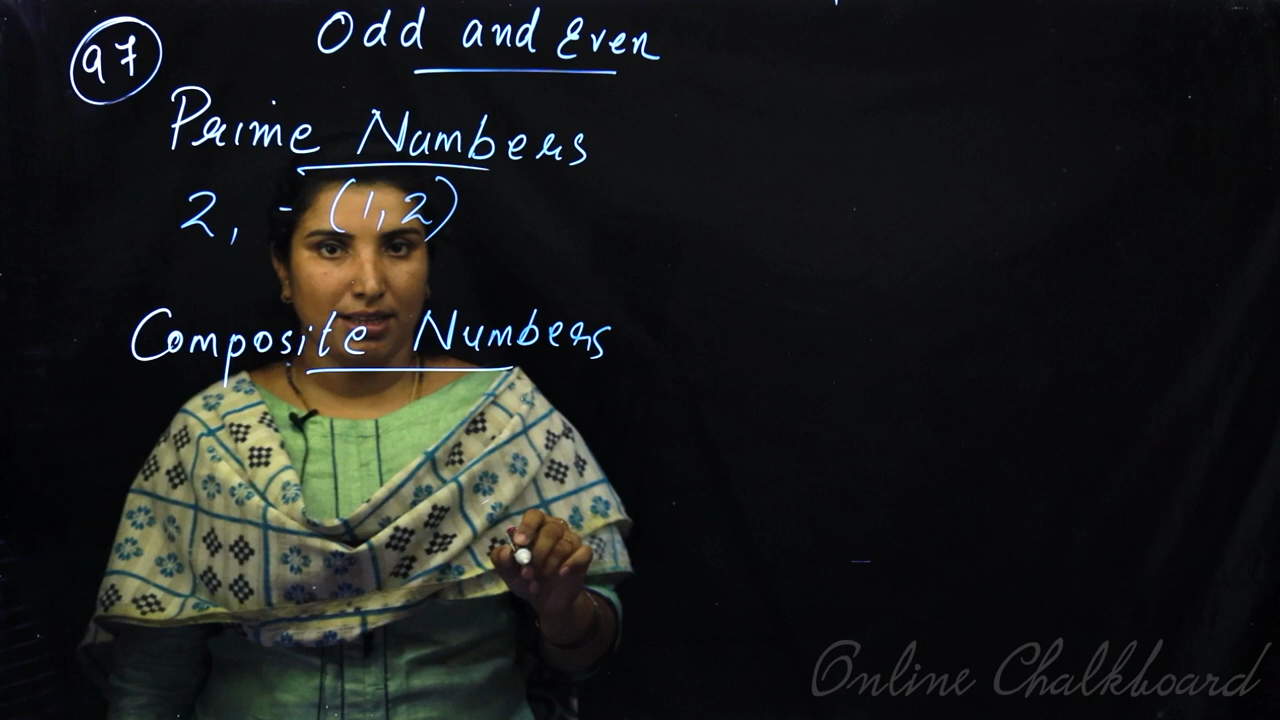 97
Odd and Even
Prime Numbers
2, - (1,2)
Composite Numbers
Online Chalkboard